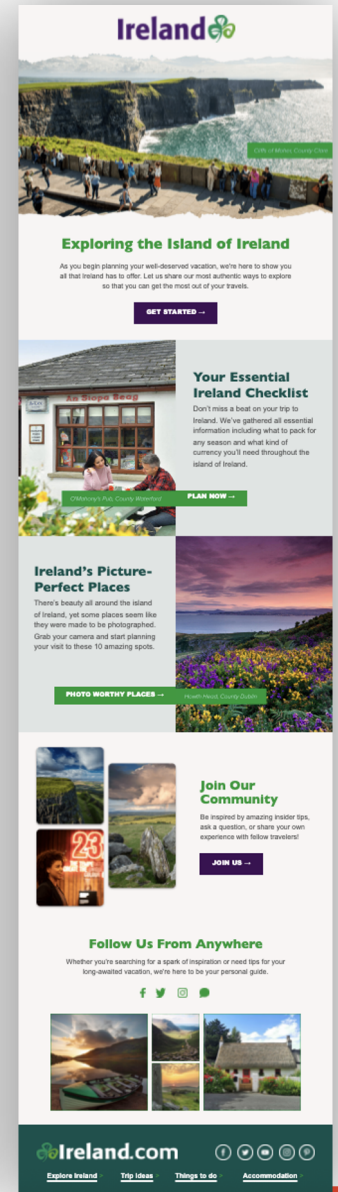 Ireland
Cliffs of Moher, County Clare
Exploring the Island of Ireland
As you begin planning your well-deserved vacation, we're here to show you
all that Ireland has to offer. Let us share our most authentic ways to explore
so that you can get the most out of your travels.
GET STARTED →
An Siopa Beag
Your Essential
Ireland Checklist
Don't miss a beat on your trip to
Ireland. We've gathered all essential
information including what to pack for
any season and what kind of
currency you'll need throughout the
island of Ireland.
O'Mahony's Pub, County Waterford
PLAN NOW →
Ireland's Picture-
Perfect Places
There's beauty all around the island
of Ireland, yet some places seem like
they were made to be photographed.
Grab your camera and start planning
your visit to these 10 amazing spots.
PHOTO WORTHY PLACES →
Howth Head, County Dublin
23
Join Our
Community
Be inspired by amazing insider tips,
ask a question, or share your own
experience with fellow travelers!
JOIN US →
Follow Us From Anywhere
Whether you're searching for a spark of inspiration or need tips for your
long-awaited vacation, we're here to be your personal guide.
Ireland.com
Explore Ireland > Trip Ideas > Things to do > Accommodation >